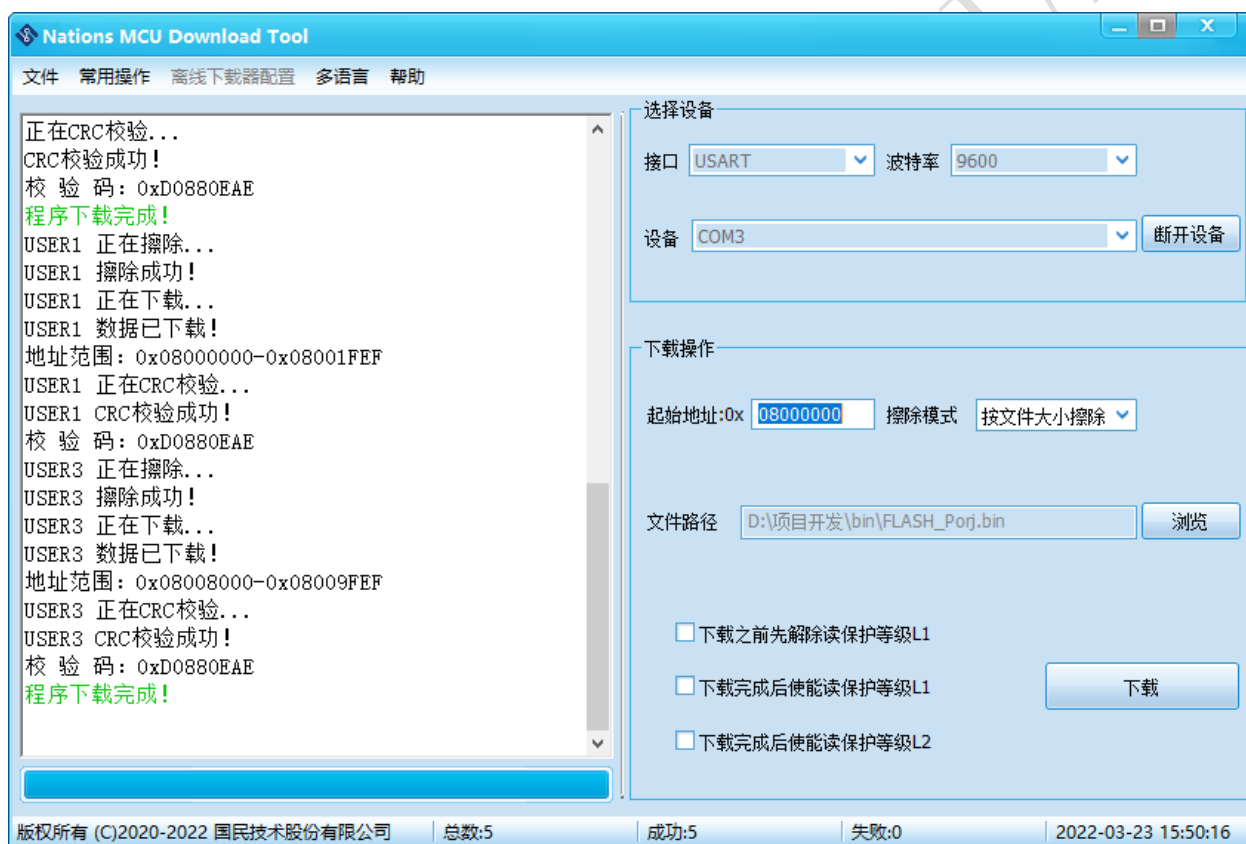 Nations MCU Download Tool
文件 常用操作 离线下载器配置 多语言 帮助
正在CRC校验...
CRC校验成功!
校 验 码: 0xD0880EAE
程序下载完成!
USER1 正在擦除...
USER1 擦除成功!
USER1 正在下载...
USER1 数据已下载!
地址范围: 0x08000000-0x08001FEF
USER1 正在CRC校验...
USER1 CRC校验成功!
校 验 码: 0xD0880EAE
USER3 正在擦除...
USER3 擦除成功!
USER3 正在下载...
USER3 数据已下载!
地址范围: 0x08008000-0x08009FEF
USER3 正在CRC校验...
USER3 CRC校验成功!
校 验 码: 0xD0880EAE
程序下载完成!
选择设备
接口 USART 波特率 9600
设备 COM3 断开设备
下载操作
起始地址:0x 08000000 擦除模式 按文件大小擦除
文件路径 D:\项目开发\bin\FLASH_Porj.bin 浏览
下载之前先解除读保护等级L1
下载完成后使能读保护等级L1
下载
下载完成后使能读保护等级L2
版权所有 (C)2020-2022 国民技术股份有限公司 总数:5 成功:5 失败:0 2022-03-23 15:50:16